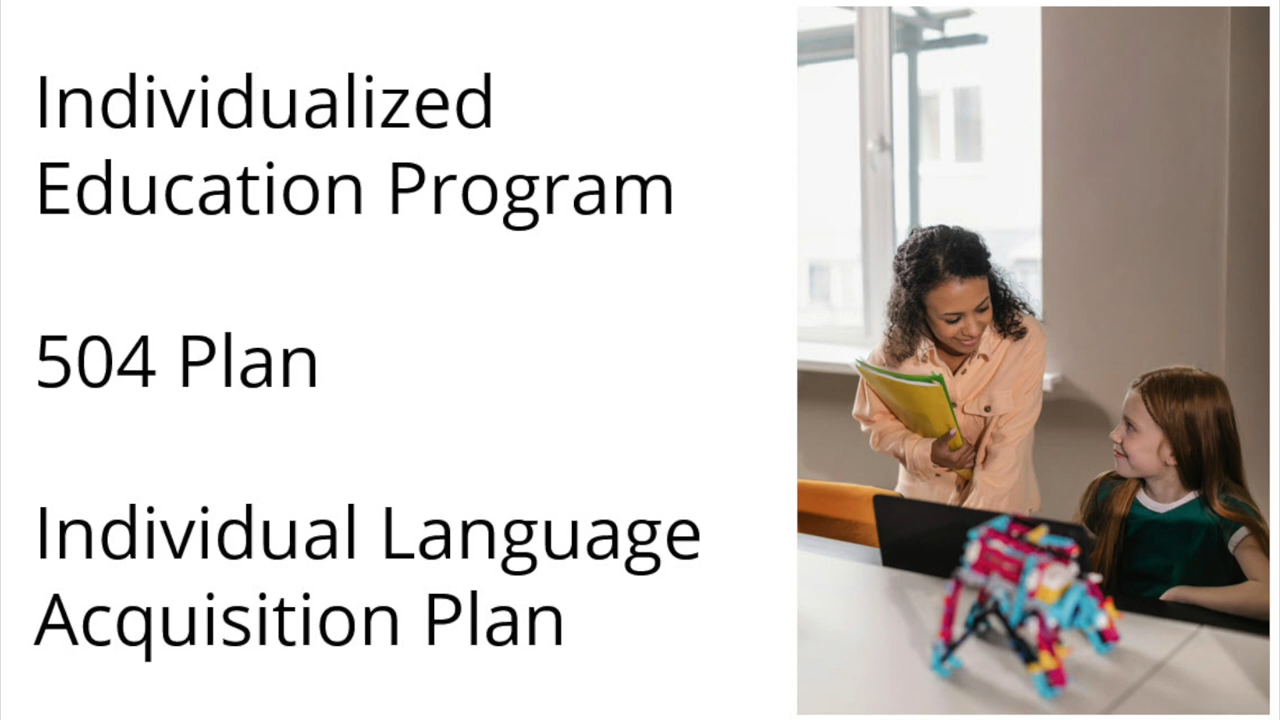 Individualized
Education Program
504 Plan
Individual Language
Acquisition Plan